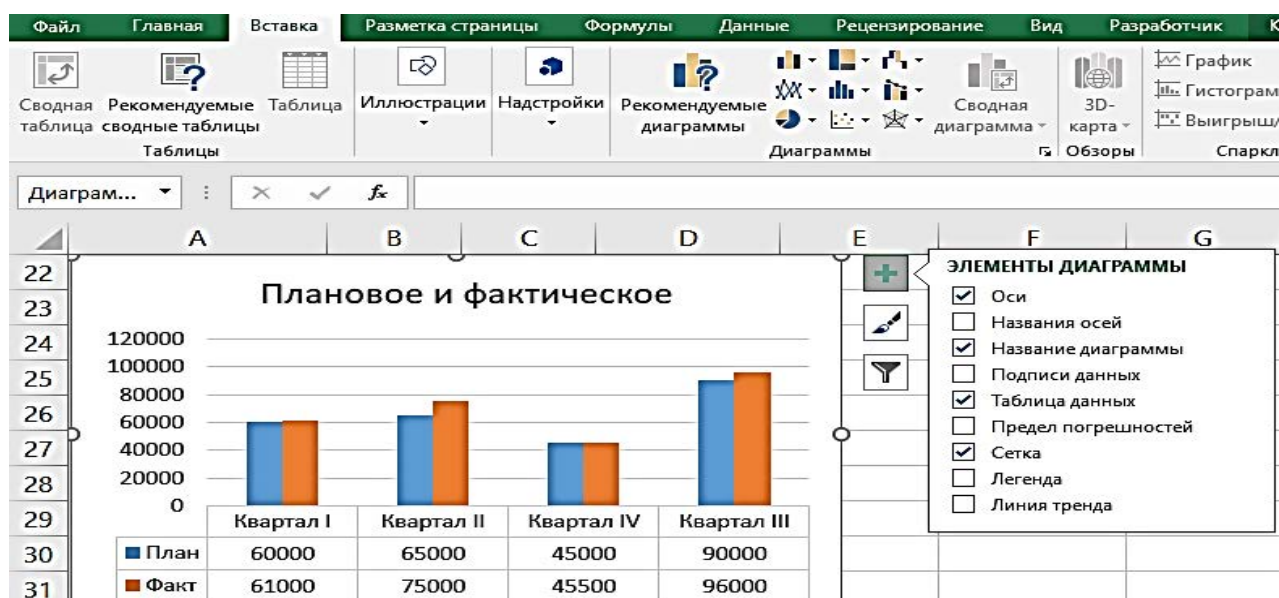 Файл Главная Вставка Разметка страницы Формулы Данные Рецензирование Вид Разработчик К
Сводная таблица
Рекомендуемые сводные таблицы
Таблица
Таблицы
Иллюстрации
Надстройки
Рекомендуемые диаграммы
Диаграммы
Сводная диаграмма
3D-карта
Обзоры
График
Гистограм
Выигрыш/
Спаркл
Диаграм... fx
A B C D E F G
22
23
24
25
26
27
28
29
30
31
Плановое и фактическое
120000
100000
80000
60000
40000
20000
0
Квартал I Квартал II Квартал IV Квартал III
План 60000 65000 45000 90000
Факт 61000 75000 45500 96000
ЭЛЕМЕНТЫ ДИАГРАММЫ
Оси
Названия осей
Название диаграммы
Подписи данных
Таблица данных
Предел погрешностей
Сетка
Легенда
Линия тренда